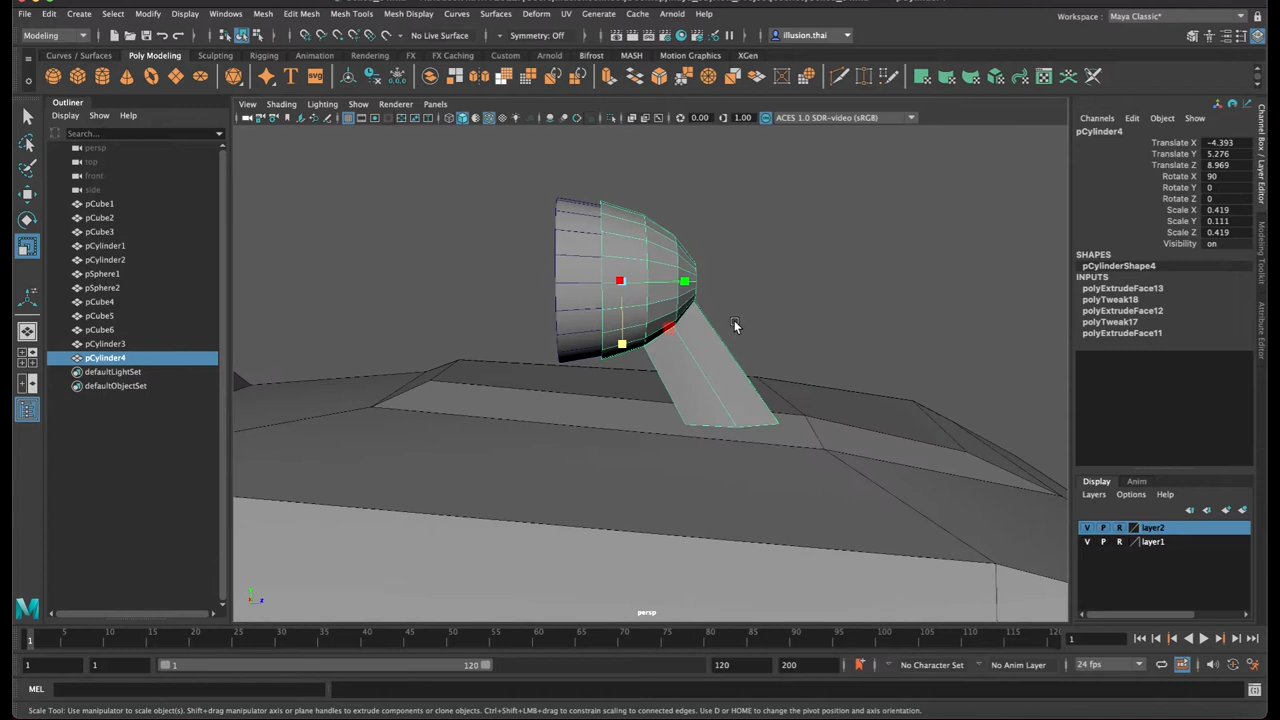 File Edit Create Select Modify Display Windows Mesh Edit Mesh Mesh Tools Mesh Display Curves Surfaces Deform UV Generate Cache Arnold Help
Workspace: Maya Classic*
Modeling No Live Surface Symmetry: Off illusion.thai
Curves / Surfaces Poly Modeling Sculpting Rigging Animation Rendering FX FX Caching Custom Arnold Bifrost MASH Motion Graphics XGen
Outliner
Display Show Help
Search...
persp
top
front
side
pCube1
pCube2
pCube3
pCylinder1
pCylinder2
pSphere1
pSphere2
pCube4
pCube5
pCube6
pCylinder3
pCylinder4
defaultLightSet
defaultObjectSet
View Shading Lighting Show Renderer Panels
0.00 1.00 ACES 1.0 SDR-video (sRGB)
persp
Channels Edit Object Show
pCylinder4
Translate X -4.393
Translate Y 5.276
Translate Z 8.969
Rotate X 90
Rotate Y 0
Rotate Z 0
Scale X 0.419
Scale Y 0.111
Scale Z 0.419
Visibility on
SHAPES
pCylinderShape4
INPUTS
polyExtrudeFace13
polyTweak18
polyExtrudeFace12
polyTweak17
polyExtrudeFace11
Display Anim
Layers Options Help
V P R layer2
V P R layer1
Channel Box / Layer Editor
Modeling Toolkit
Attribute Editor
1 5 10 15 20 25 30 35 40 45 50 55 60 65 70 75 80 85 90 95 100 105 110 115 120 1
1 1 1 120 120 200 No Character Set No Anim Layer 24 fps
MEL
Scale Tool: Use manipulator to scale object(s). Shift+drag manipulator axis or plane handles to extrude components or clone objects. Ctrl+Shift+LMB+drag to constrain scaling to connected edges. Use D or HOME to change the pivot position and axis orientation.